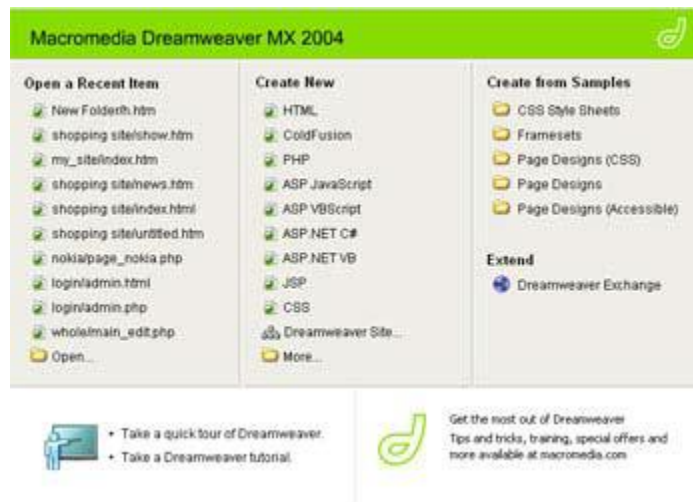 Macromedia Dreamweaver MX 2004
Open a Recent Item
New Folder/h.htm
shopping site/show.htm
my_site/index.htm
shopping site/news.htm
shopping site/index.html
shopping site/untitled.htm
nokia/page_nokia.php
login/admin.html
login/admin.php
whole/main_edit.php
Open...
Create New
HTML
ColdFusion
PHP
ASP JavaScript
ASP VBScript
ASP.NET C#
ASP.NET VB
JSP
CSS
Dreamweaver Site...
More...
Create from Samples
CSS Style Sheets
Framesets
Page Designs (CSS)
Page Designs
Page Designs (Accessible)
Extend
Dreamweaver Exchange
• Take a quick tour of Dreamweaver.
• Take a Dreamweaver tutorial.
Get the most out of Dreamweaver
Tips and tricks, training, special offers and
more available at macromedia.com